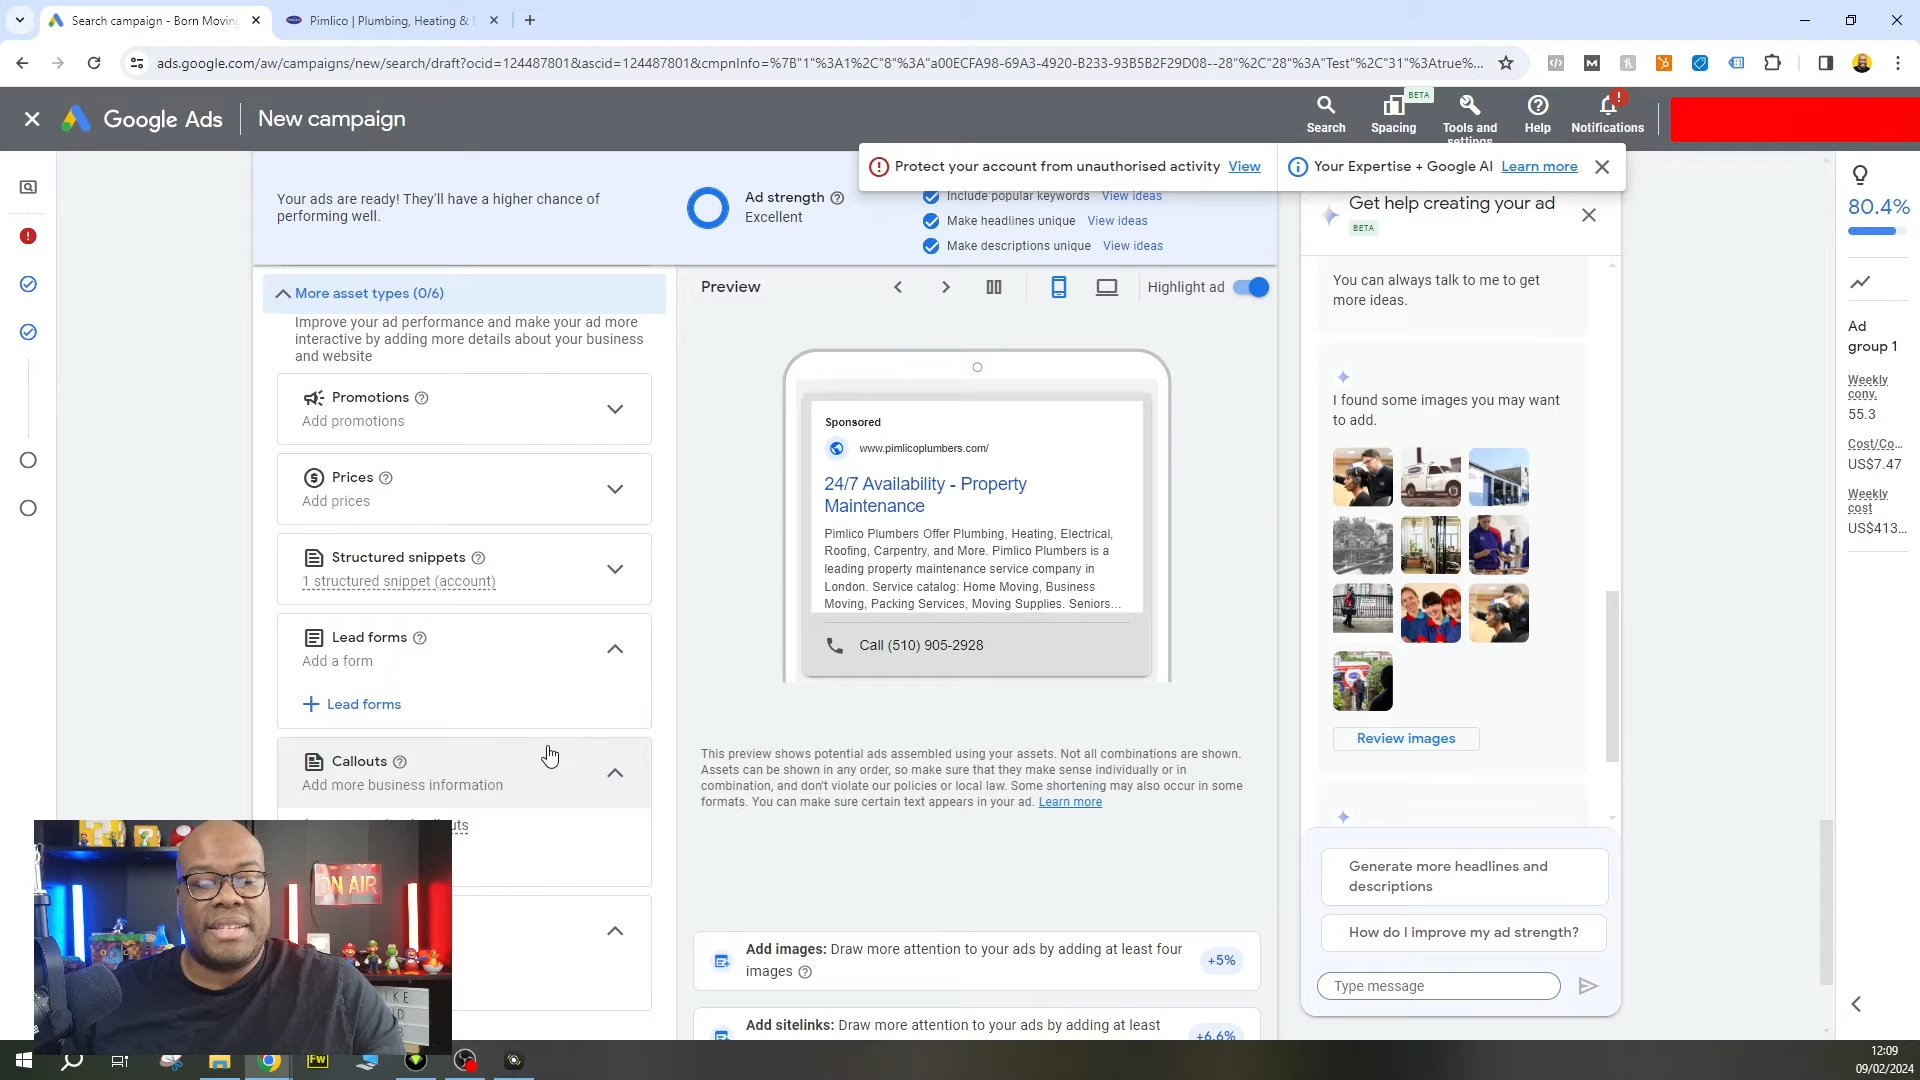 Search campaign - Born Moving
Pimlico | Plumbing, Heating & E
ads.google.com/aw/campaigns/new/search/draft?ocid=124487801&ascid=124487801&cmpnInfo=%7B"1"%3A1%2C"8"%3A"a00ECFA98-69A3-4920-B233-93B5B2F29D08--28"%2C"28"%3A"Test"%2C"31"%3Atrue%...
Google Ads
New campaign
Search
BETA
Spacing
Tools and settings
Help
Notifications
Protect your account from unauthorised activity View
Your Expertise + Google AI Learn more
Your ads are ready! They'll have a higher chance of
performing well.
Ad strength
Excellent
Include popular keywords View ideas
Make headlines unique View ideas
Make descriptions unique View ideas
More asset types (0/6)
Improve your ad performance and make your ad more
interactive by adding more details about your business
and website
Promotions
Add promotions
Prices
Add prices
Structured snippets
1 structured snippet (account)
Lead forms
Add a form
Lead forms
Callouts
Add more business information
uts
ON AIR
Preview
Highlight ad
Sponsored
www.pimlicoplumbers.com/
24/7 Availability - Property
Maintenance
Pimlico Plumbers Offer Plumbing, Heating, Electrical,
Roofing, Carpentry, and More. Pimlico Plumbers is a
leading property maintenance service company in
London. Service catalog: Home Moving, Business
Moving, Packing Services, Moving Supplies. Seniors...
Call (510) 905-2928
This preview shows potential ads assembled using your assets. Not all combinations are shown.
Assets can be shown in any order, so make sure that they make sense individually or in
combination, and don't violate our policies or local law. Some shortening may also occur in some
formats. You can make sure certain text appears in your ad. Learn more
Add images: Draw more attention to your ads by adding at least four
images
+5%
Add sitelinks: Draw more attention to your ads by adding at least
+6.6%
Get help creating your ad
BETA
You can always talk to me to get
more ideas.
I found some images you may want
to add.
Review images
Generate more headlines and
descriptions
How do I improve my ad strength?
Type message
80.4%
Ad
group 1
Weekly
conv.
55.3
Cost/Co...
US$7.47
Weekly
cost
US$413...
FW
12:09
09/02/2024